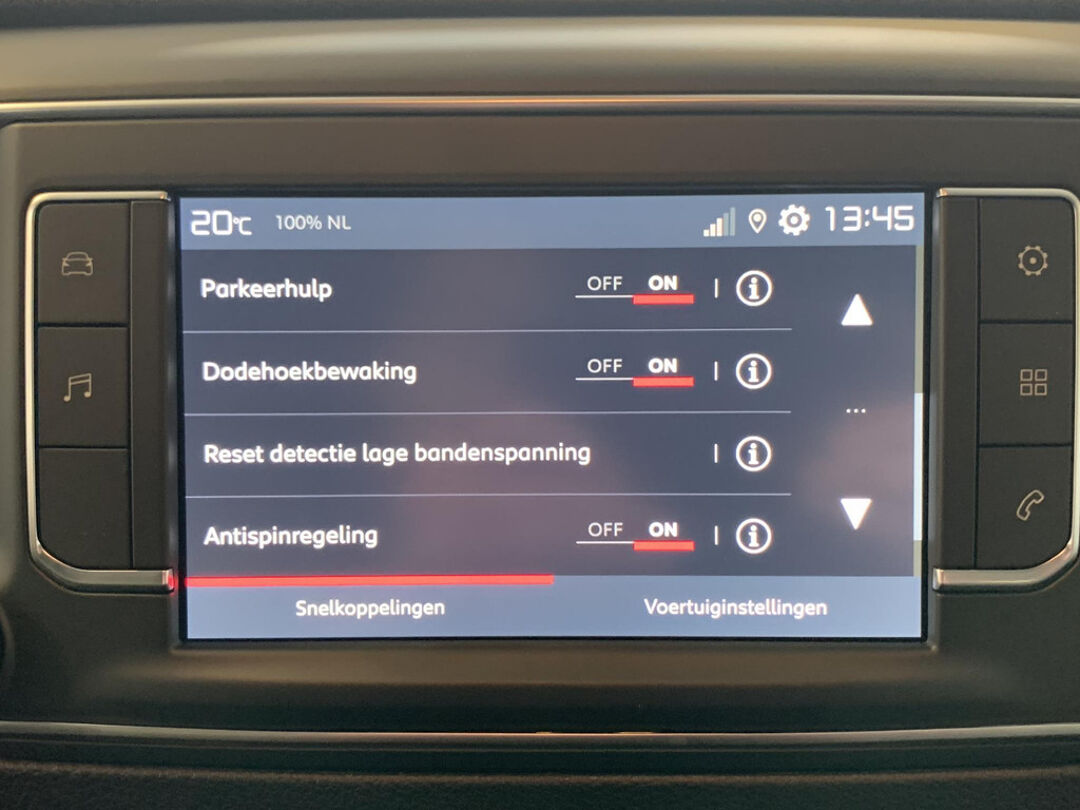 20°C 100% NL 13:45
Parkeerhulp OFF ON
Dodehoekbewaking OFF ON
Reset detectie lage bandenspanning
Antispinregeling OFF ON
Snelkoppelingen Voertuiginstellingen